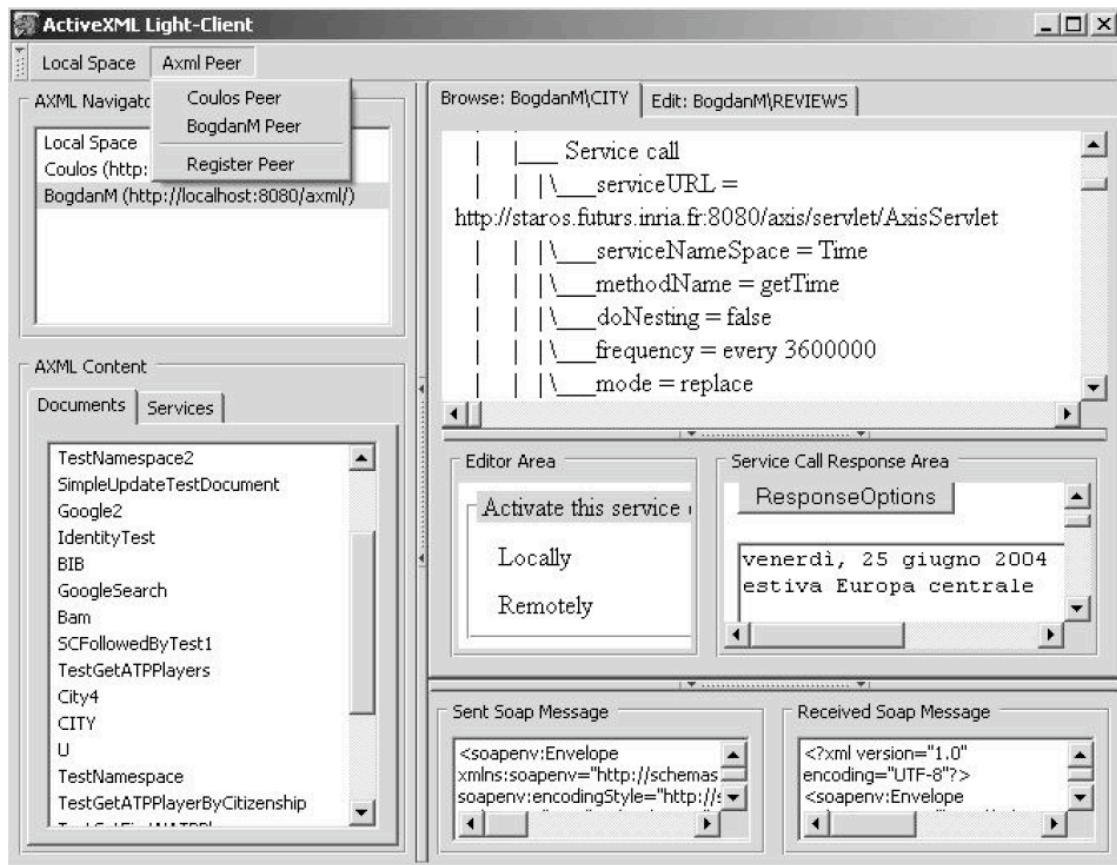 ActiveXML Light-Client
Local Space Axml Peer
Coulos Peer
BogdanM Peer
Register Peer
AXML Navigato
Local Space
Coulos (http:
BogdanM (http://localhost:8080/axml/)
AXML Content
Documents Services
TestNamespace2
SimpleUpdateTestDocument
Google2
IdentityTest
BIB
GoogleSearch
Bam
SCFollowedByTest1
TestGetATPPlayers
City4
CITY
U
TestNamespace
TestGetATPPlayerByCitizenship
Browse: BogdanM\CITY Edit: BogdanM\REVIEWS
| |___ Service call
| | |\___serviceURL =
http://staros.futurs.inria.fr:8080/axis/servlet/AxisServlet
| | |\___serviceNameSpace = Time
| | |\___methodName = getTime
| | |\___doNesting = false
| | |\___frequency = every 3600000
| | |\___mode = replace
Editor Area
Activate this service
Locally
Remotely
Service Call Response Area
ResponseOptions
venerdì, 25 giugno 2004
estiva Europa centrale
Sent Soap Message
<soapenv:Envelope
xmlns:soapenv="http://schemas
soapenv:encodingStyle="http://s
Received Soap Message
<?xml version="1.0"
encoding="UTF-8"?>
<soapenv:Envelope